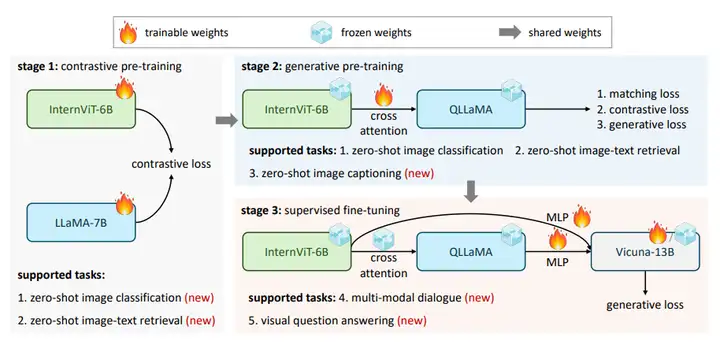 trainable weights
frozen weights
shared weights
stage 1: contrastive pre-training
InternViT-6B
contrastive loss
LLaMA-7B
supported tasks:
1. zero-shot image classification (new)
2. zero-shot image-text retrieval (new)
stage 2: generative pre-training
InternViT-6B
cross
attention
QLLaMA
1. matching loss
2. contrastive loss
3. generative loss
supported tasks: 1. zero-shot image classification 2. zero-shot image-text retrieval
3. zero-shot image captioning (new)
stage 3: supervised fine-tuning
MLP
InternViT-6B
cross
attention
QLLaMA
MLP
/
Vicuna-13B
supported tasks: 4. multi-modal dialogue (new)
5. visual question answering (new)
generative loss